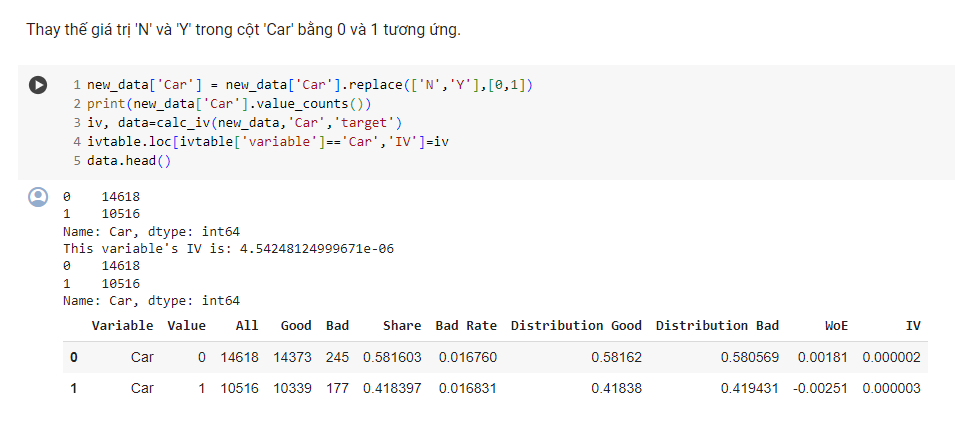 Thay thế giá trị 'N' và 'Y' trong cột 'Car' bằng 0 và 1 tương ứng.
1 new_data['Car'] = new_data['Car'].replace(['N','Y'],[0,1])
2 print(new_data['Car'].value_counts())
3 iv, data=calc_iv(new_data,'Car','target')
4 ivtable.loc[ivtable['variable']=='Car','IV']=iv
5 data.head()
0 14618
1 10516
Name: Car, dtype: int64
This variable's IV is: 4.54248124999671e-06
0 14618
1 10516
Name: Car, dtype: int64
Variable Value All Good Bad Share Bad Rate Distribution Good Distribution Bad WoE IV
0 Car 0 14618 14373 245 0.581603 0.016760 0.58162 0.580569 0.00181 0.000002
1 Car 1 10516 10339 177 0.418397 0.016831 0.41838 0.419431 -0.00251 0.000003